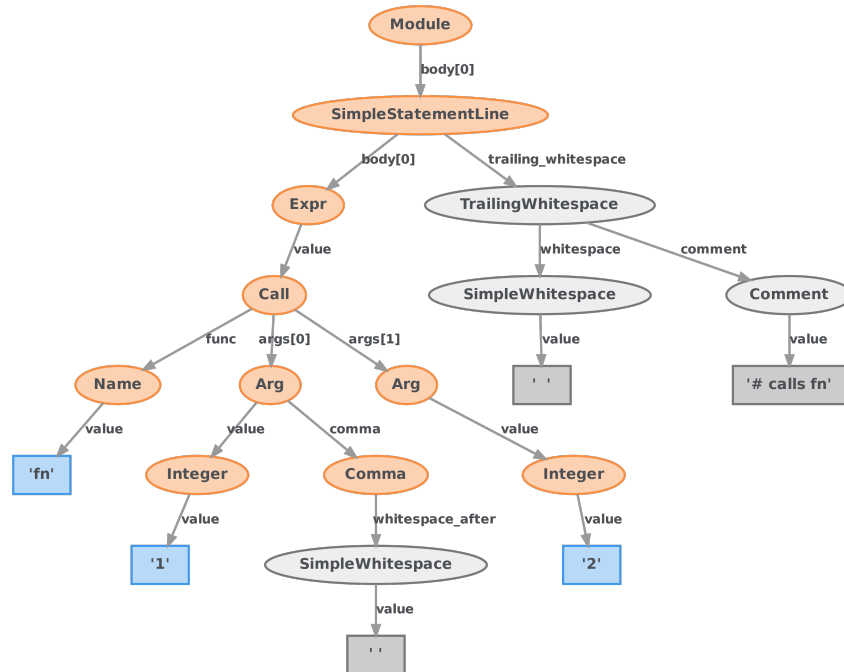 Module
body[0]
SimpleStatementLine
body[0]
trailing_whitespace
Expr
TrailingWhitespace
value
whitespace
comment
Call
SimpleWhitespace
Comment
func
args[0]
args[1]
value
value
Name
Arg
Arg
'  '
'# calls fn'
value
value
comma
value
'fn'
Integer
Comma
Integer
value
whitespace_after
value
'1'
SimpleWhitespace
'2'
value
' '